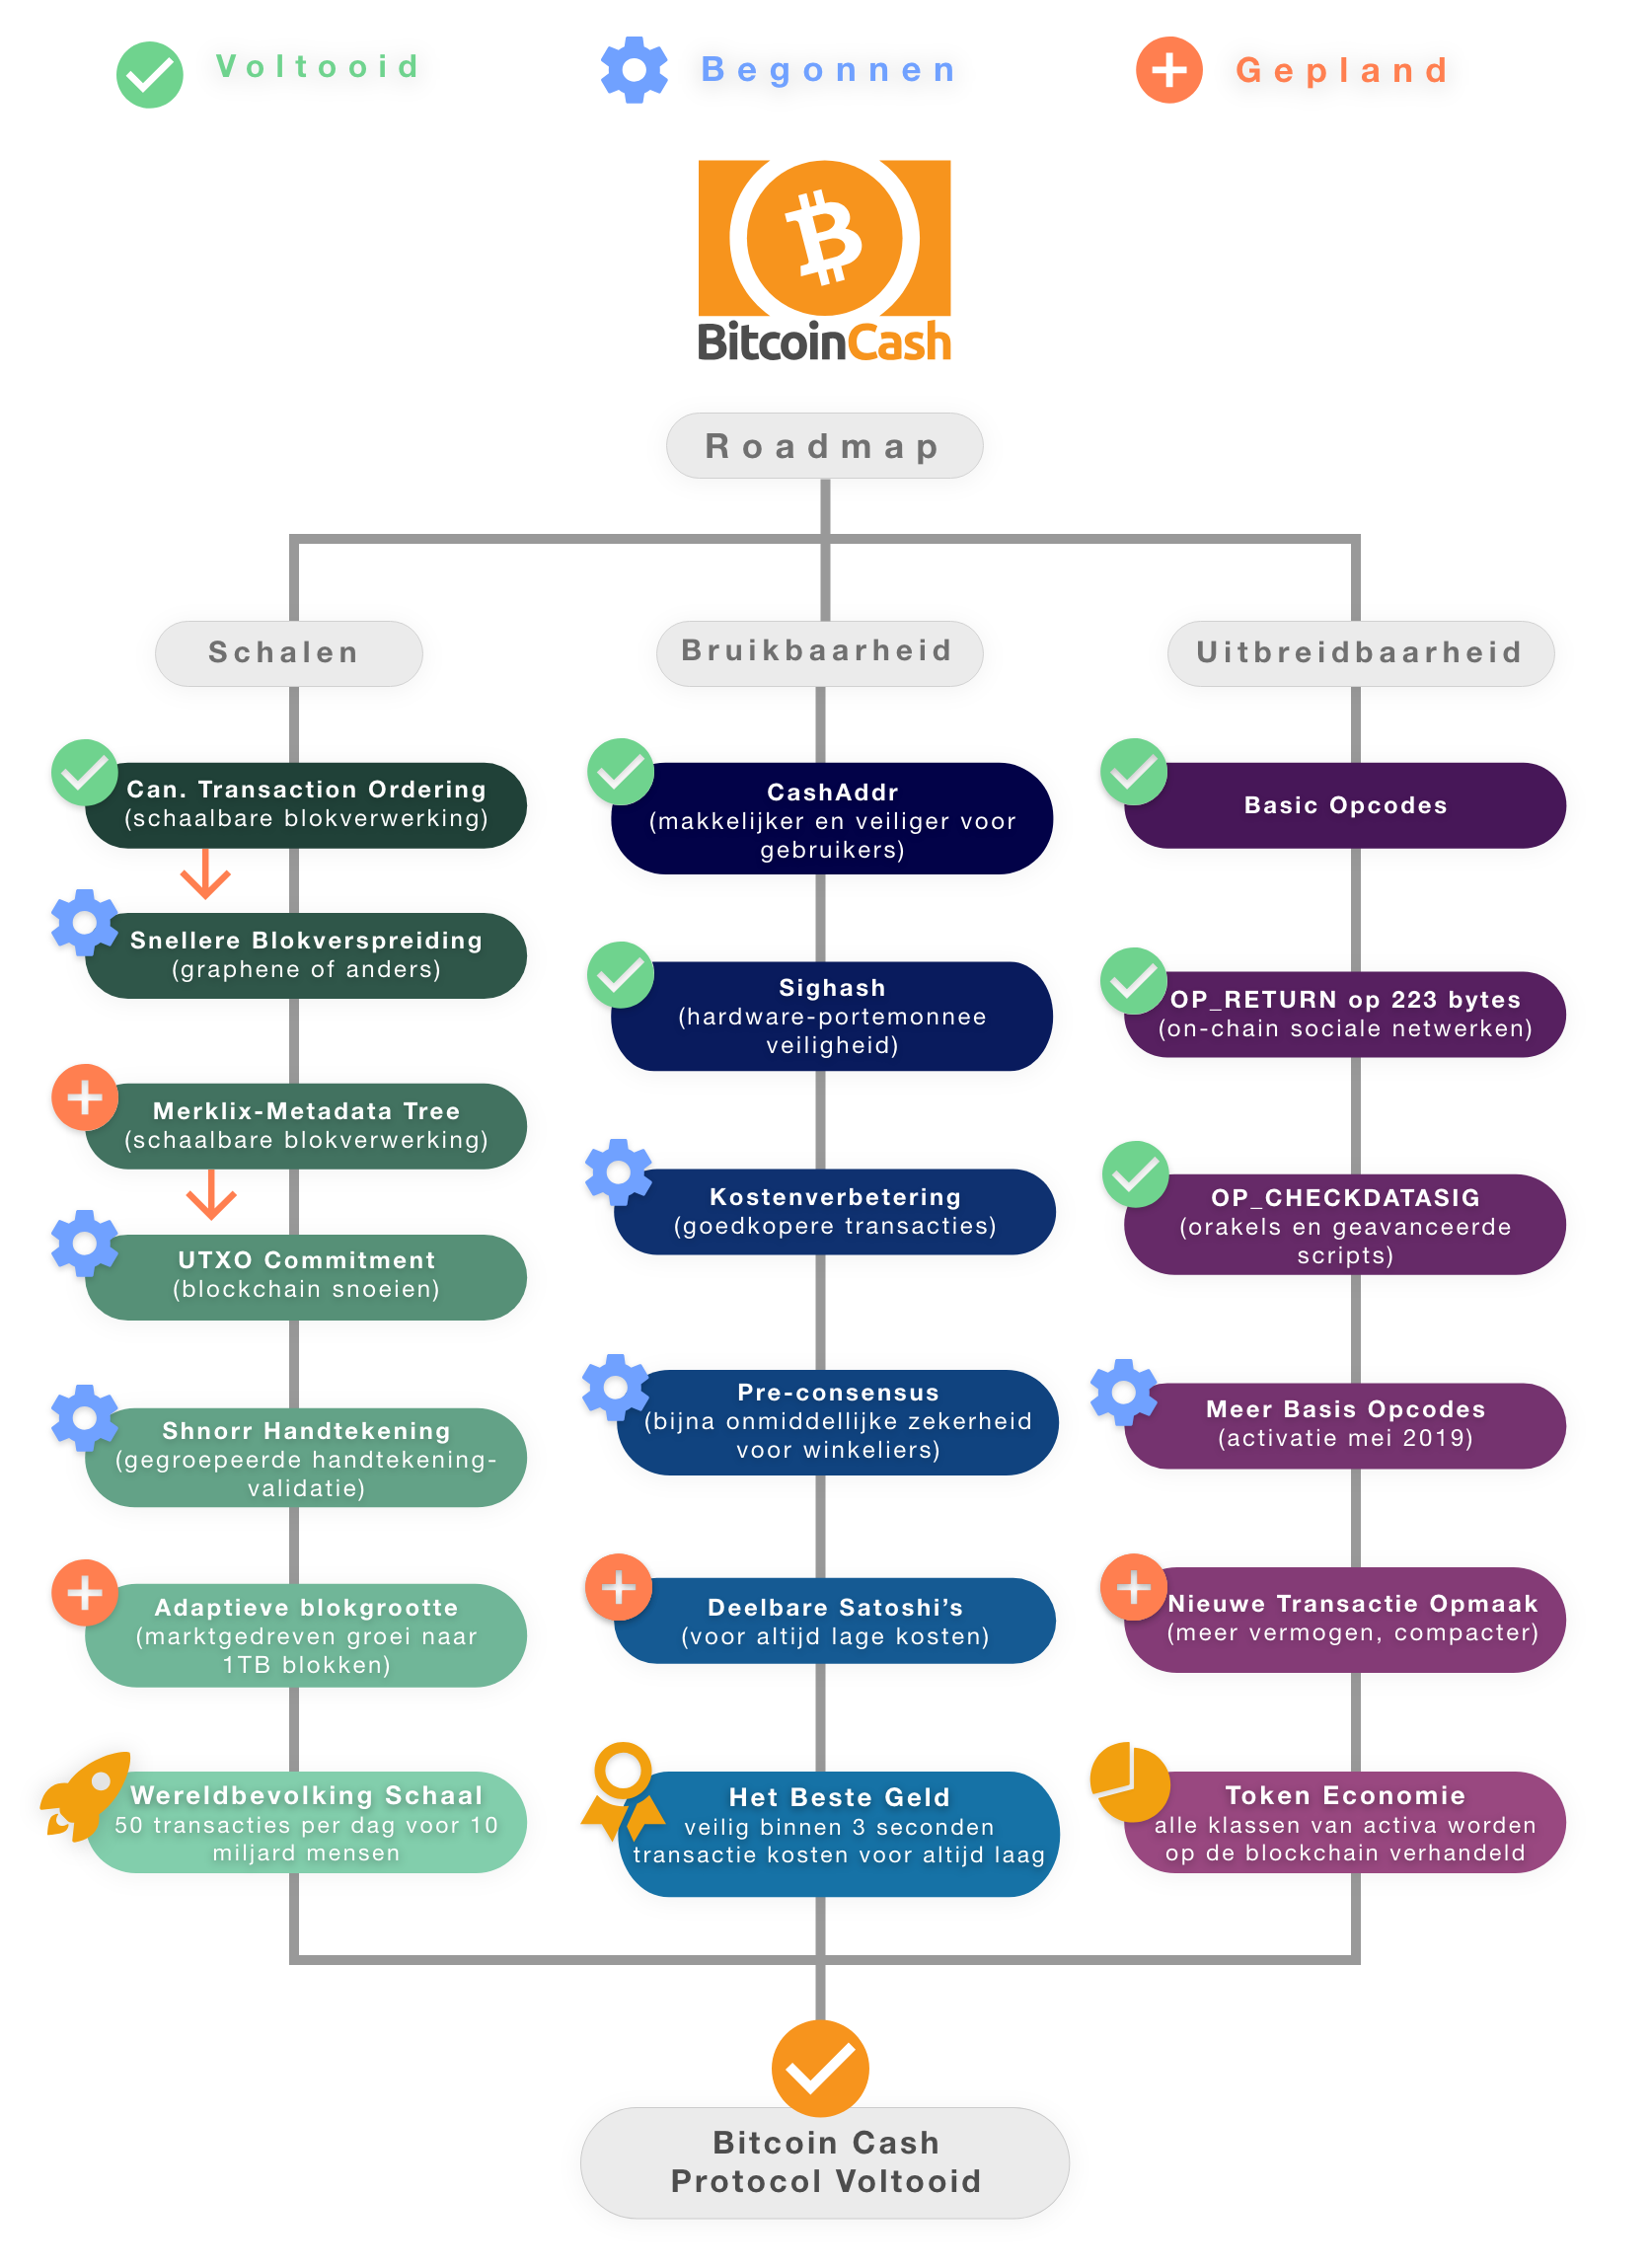 Voltooid
Begonnen
Gepland
BitcoinCash
Roadmap
Schalen
Can. Transaction Ordering
(schaalbare blokverwerking)
Snellere Blokverspreiding
(graphene of anders)
Merklix-Metadata Tree
(schaalbare blokverwerking)
UTXO Commitment
(blockchain snoeien)
Shnorr Handtekening
(gegroepeerde handtekening-
validatie)
Adaptieve blokgrootte
(marktgedreven groei naar
1TB blokken)
Wereldbevolking Schaal
50 transacties per dag voor 10
miljard mensen
Bruikbaarheid
CashAddr
(makkelijker en veiliger voor
gebruikers)
Sighash
(hardware-portemonnee
veiligheid)
Kostenverbetering
(goedkopere transacties)
Pre-consensus
(bijna onmiddellijke zekerheid
voor winkeliers)
Deelbare Satoshi’s
(voor altijd lage kosten)
Het Beste Geld
veilig binnen 3 seconden
transactie kosten voor altijd laag
Uitbreidbaarheid
Basic Opcodes
OP_RETURN op 223 bytes
(on-chain sociale netwerken)
OP_CHECKDATASIG
(orakels en geavanceerde
scripts)
Meer Basis Opcodes
(activatie mei 2019)
Nieuwe Transactie Opmaak
(meer vermogen, compacter)
Token Economie
alle klassen van activa worden
op de blockchain verhandeld
Bitcoin Cash
Protocol Voltooid